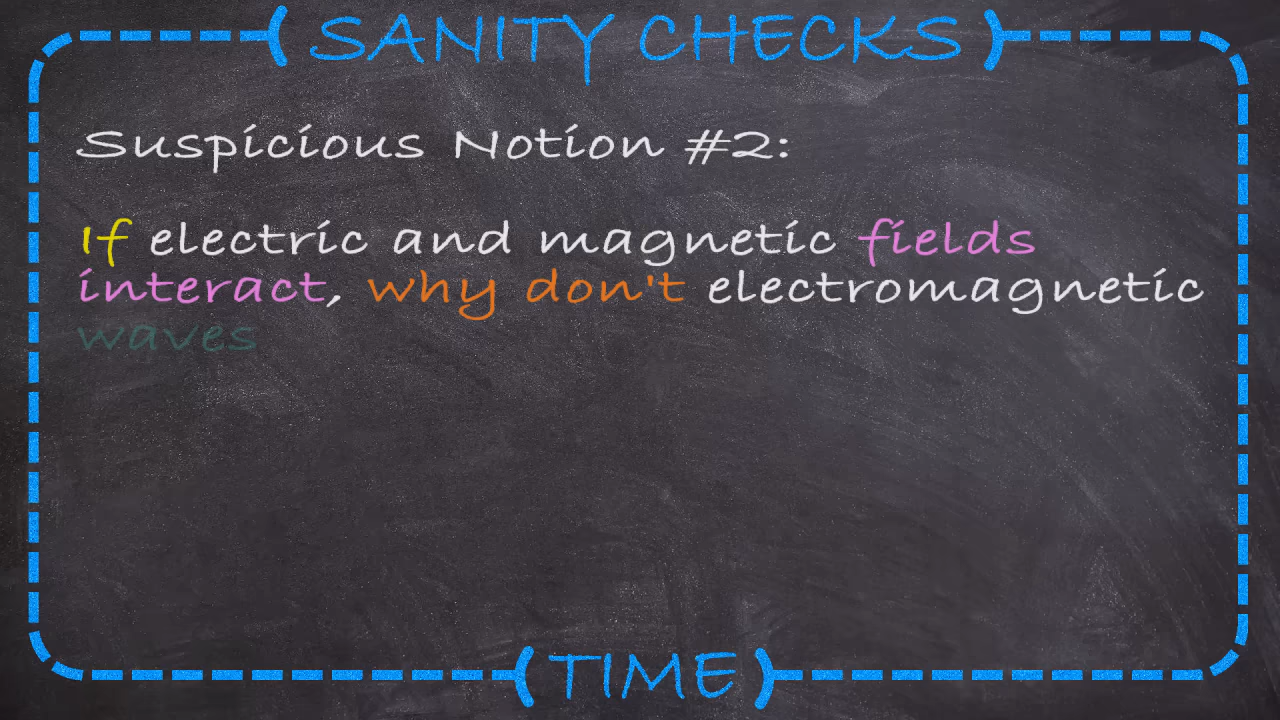 ( SANITY CHECKS )
Suspicious Notion #2:
If electric and magnetic fields
interact, why don't electromagnetic
waves
( TIME )